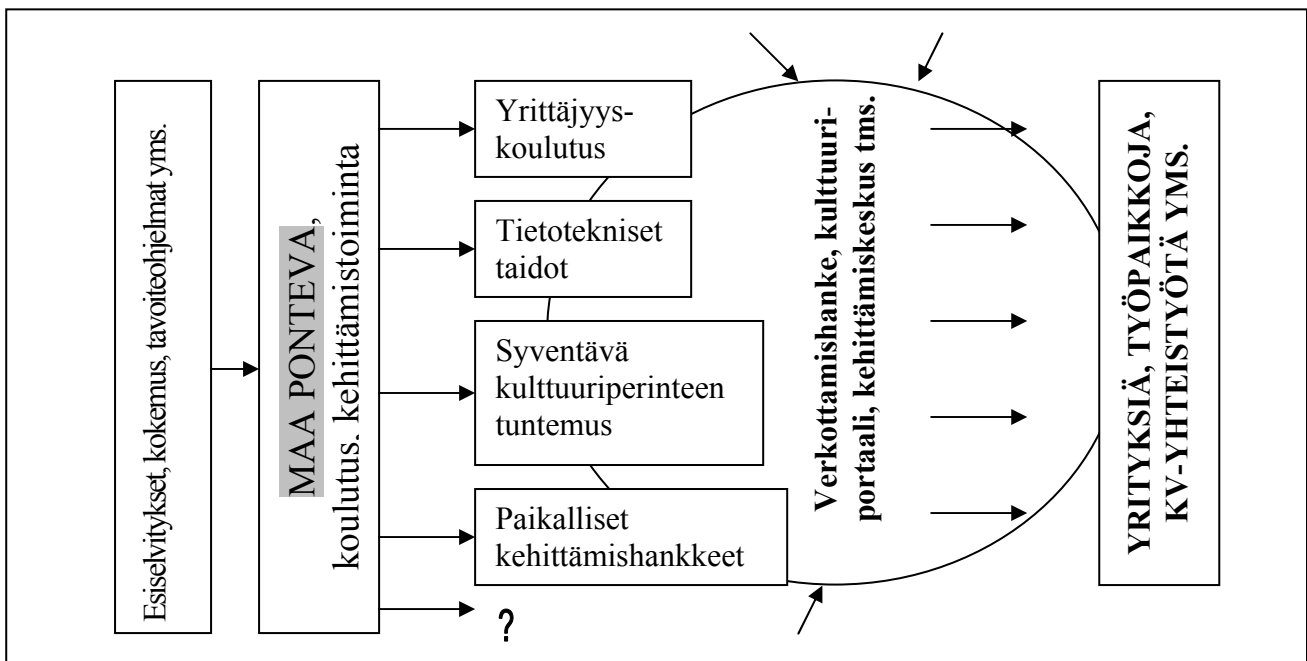 Esiselvitykset, kokemus, tavoiteohjelmat yms.
MAA PONTEVA,
koulutus, kehittämistoiminta
Yrittäjyys-
koulutus
Tietotekniset
taidot
Syventävä
kulttuuriperinteen
tuntemus
Paikalliset
kehittämishankkeet
?
Verkottamishanke, kulttuuri-
portaali, kehittämiskeskus tms.
YRITYKSIÄ, TYÖPAIKKOJA,
KV-YHTEISTYÖTÄ YMS.